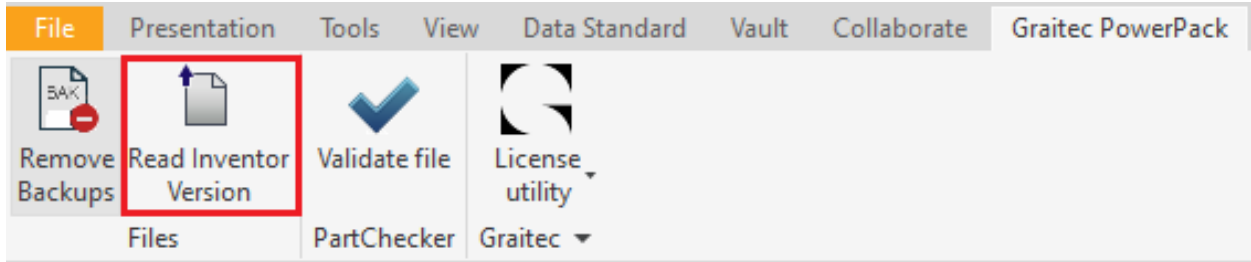 File Presentation Tools View Data Standard Vault Collaborate Graitec PowerPack
BAK
Remove Backups
Read Inventor Version
Validate file
License utility
Files PartChecker Graitec